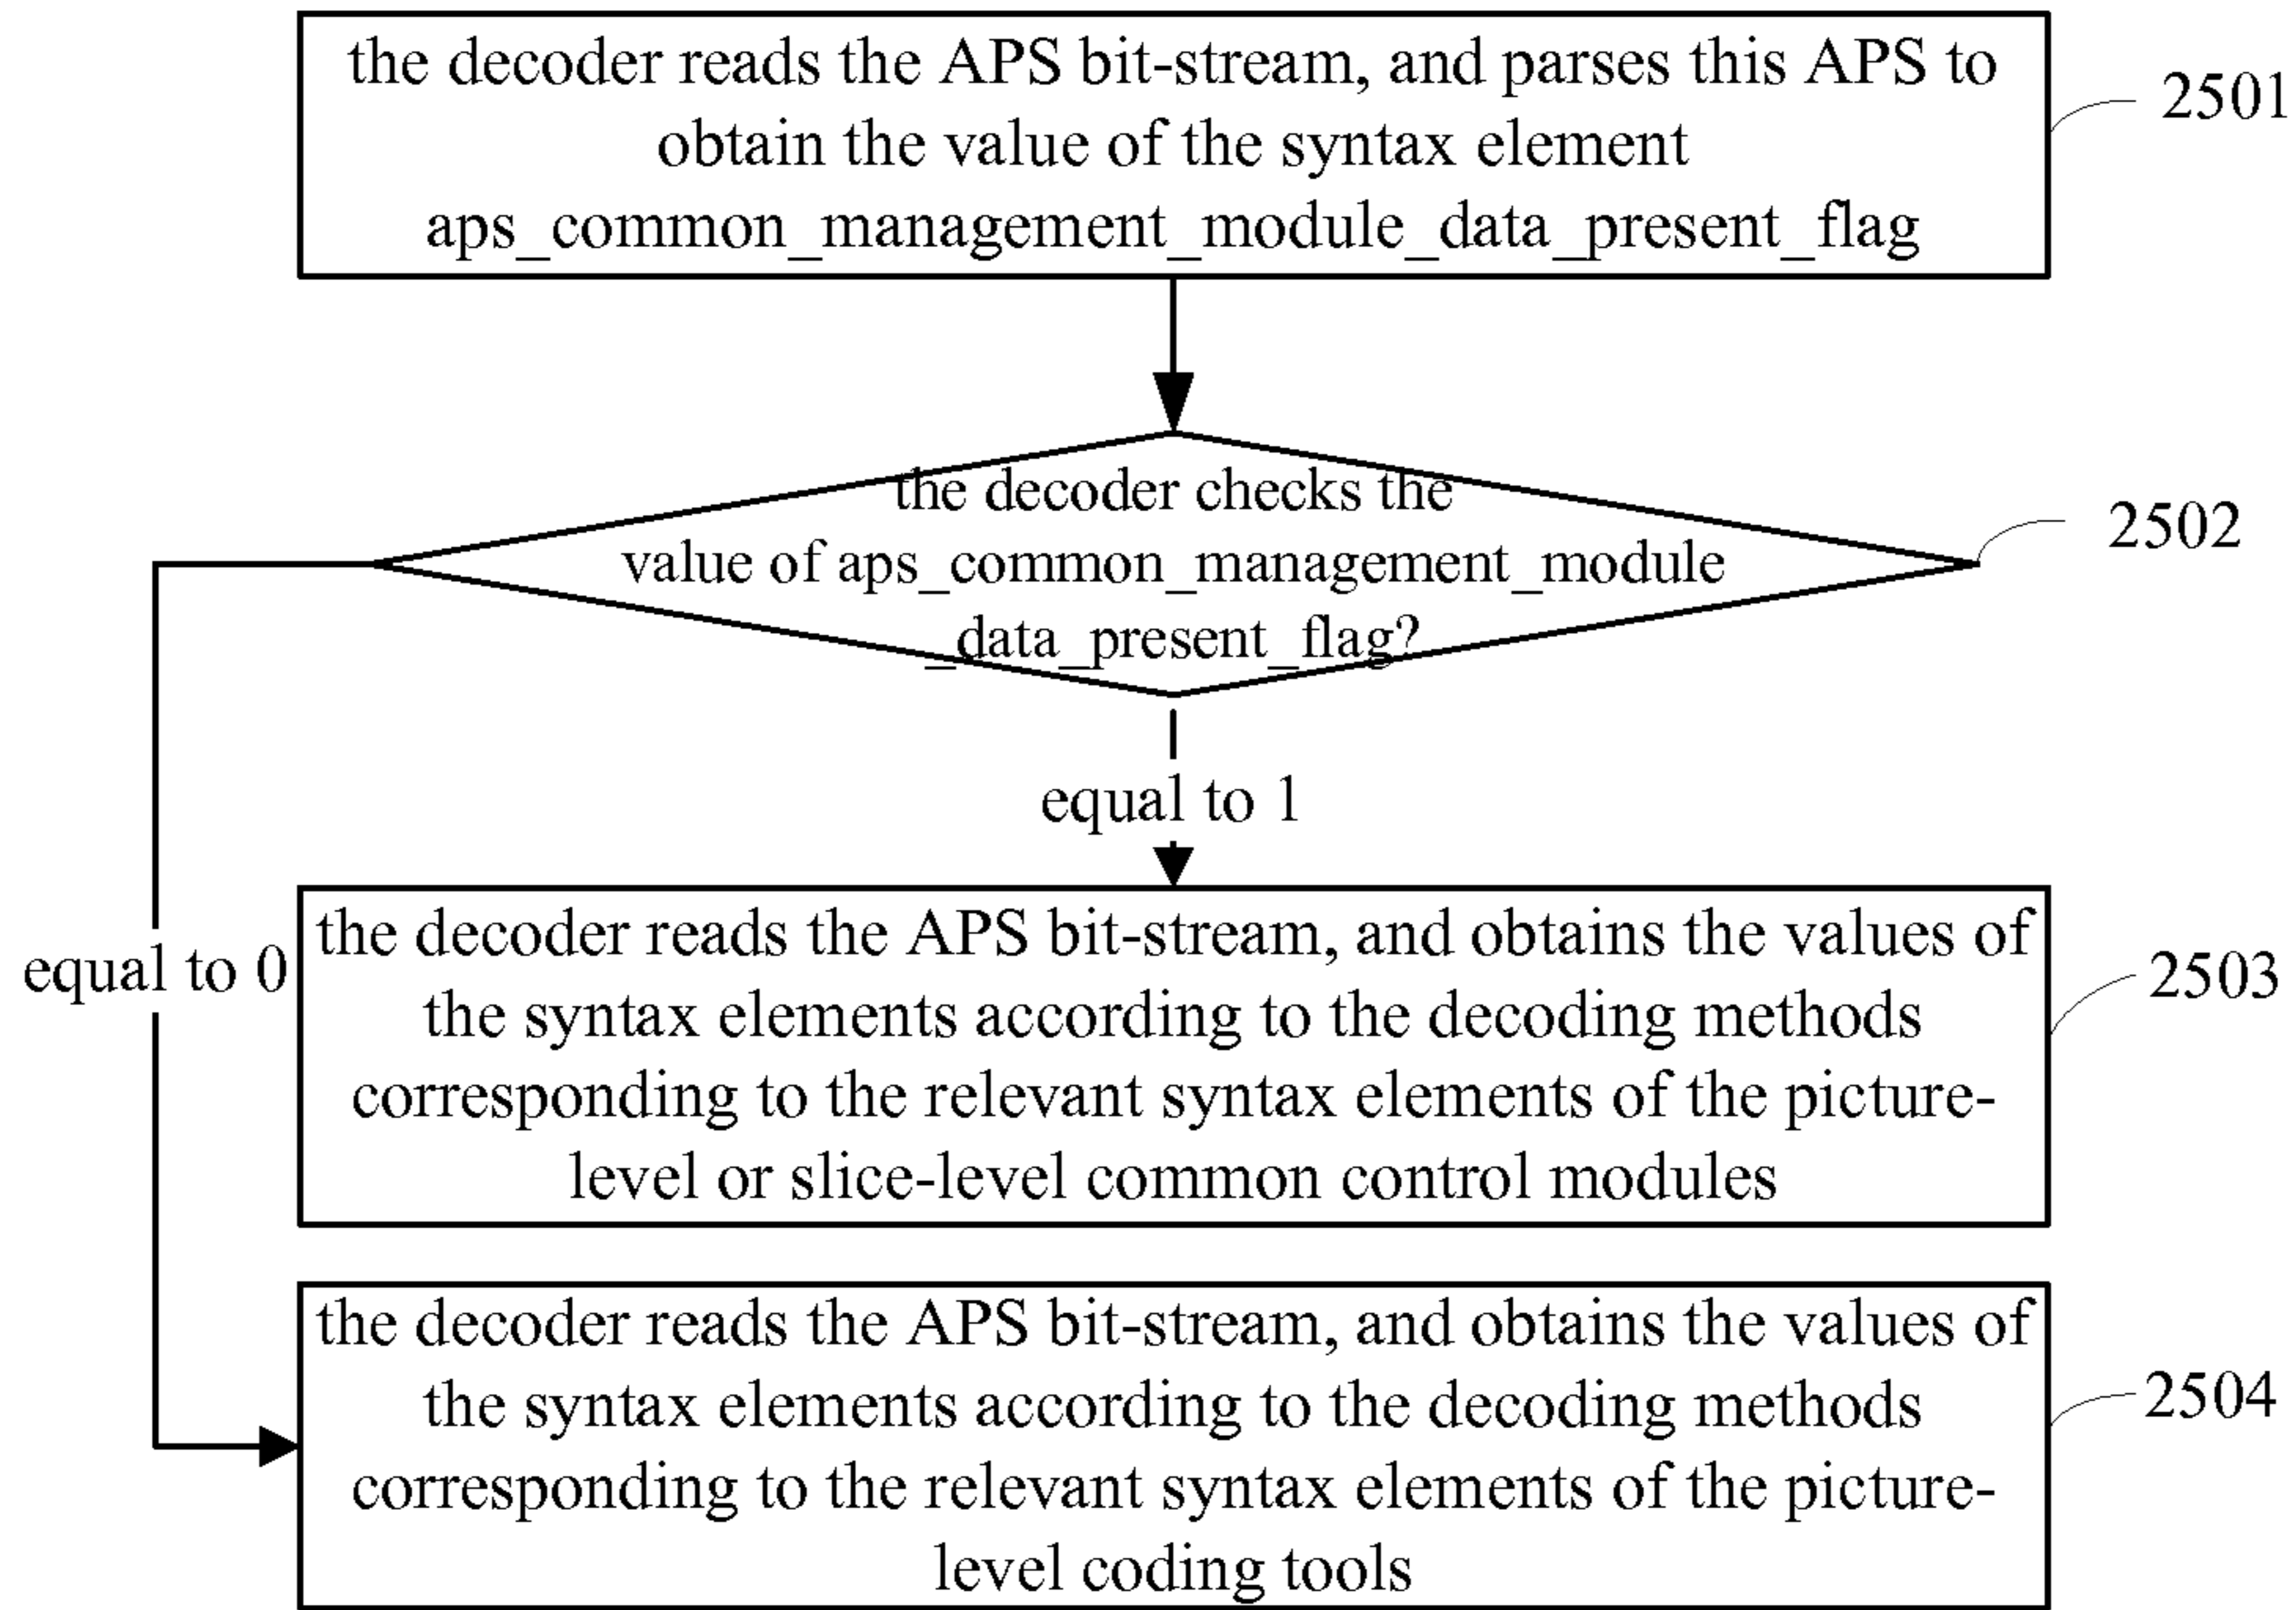 the decoder reads the APS bit-stream, and parses this APS to
obtain the value of the syntax element
aps_common_management_module_data_present_flag
2501
the decoder checks the
value of aps_common_management_module
_data_present_flag?
2502
equal to 1
equal to 0
the decoder reads the APS bit-stream, and obtains the values of
the syntax elements according to the decoding methods
corresponding to the relevant syntax elements of the picture-
level or slice-level common control modules
2503
the decoder reads the APS bit-stream, and obtains the values of
the syntax elements according to the decoding methods
corresponding to the relevant syntax elements of the picture-
level coding tools
2504